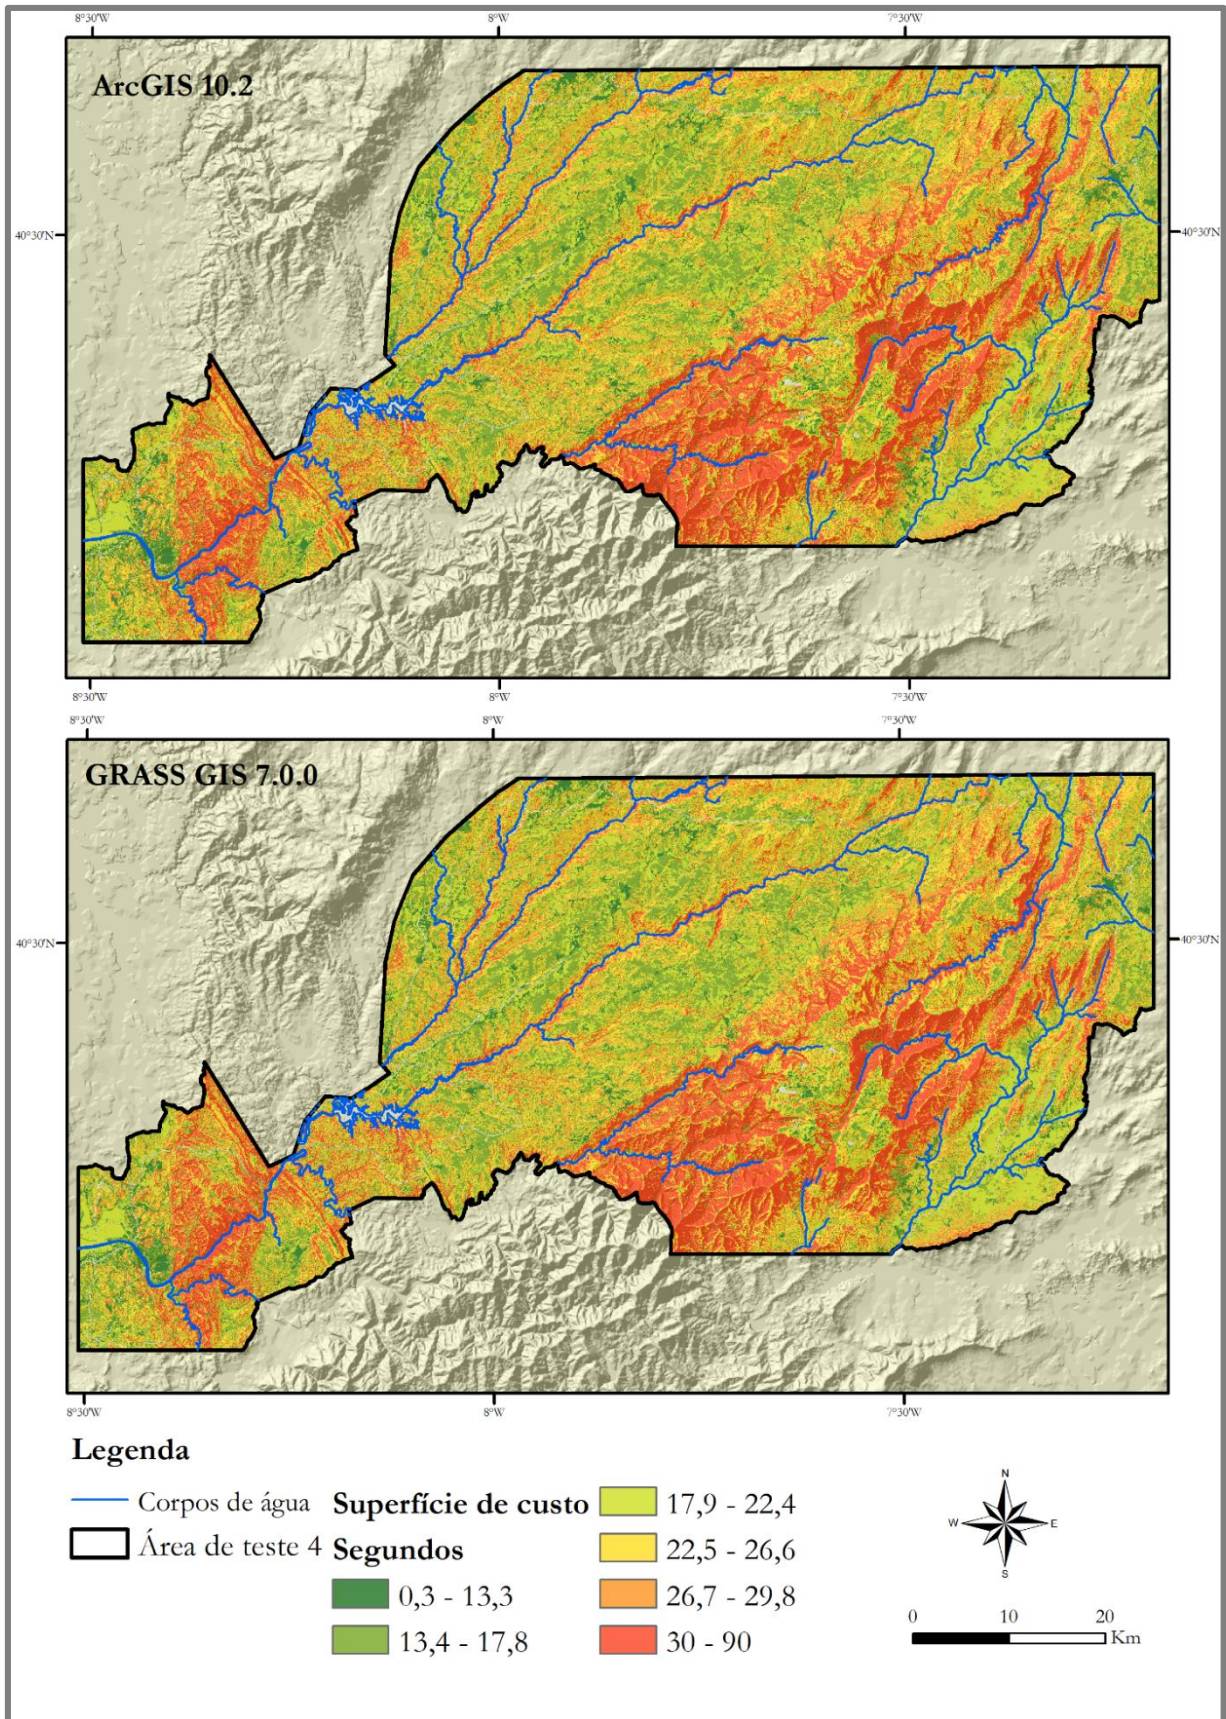 8°30'W 8°W 7°30'W
ArcGIS 10.2
40°30'N 40°30'N
8°30'W 8°W 7°30'W
8°30'W 8°W 7°30'W
GRASS GIS 7.0.0
40°30'N 40°30'N
8°30'W 8°W 7°30'W
Legenda
Corpos de água
Área de teste 4
Superfície de custo
Segundos
0,3 - 13,3
13,4 - 17,8
17,9 - 22,4
22,5 - 26,6
26,7 - 29,8
30 - 90
N
W E
S
0 10 20
Km